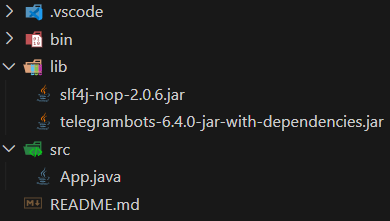 .vscode
bin
lib
slf4j-nop-2.0.6.jar
telegrambots-6.4.0-jar-with-dependencies.jar
src
App.java
README.md